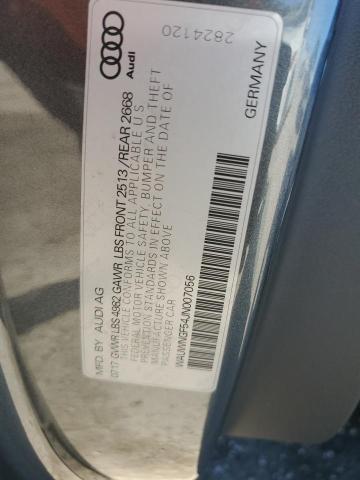 Audi
2824120
GERMANY
MFD. BY AUDI AG
07/17 GVWR LBS 4982 GAWR LBS FRONT 2513 / REAR 2668
THIS VEHICLE CONFORMS TO ALL APPLICABLE U S
FEDERAL MOTOR VEHICLE SAFETY, BUMPER AND THEFT
PREVENTION STANDARDS IN EFFECT ON THE DATE OF
MANUFACTURE SHOWN ABOVE
PASSENGER CAR
WAUMNGF54JN007056